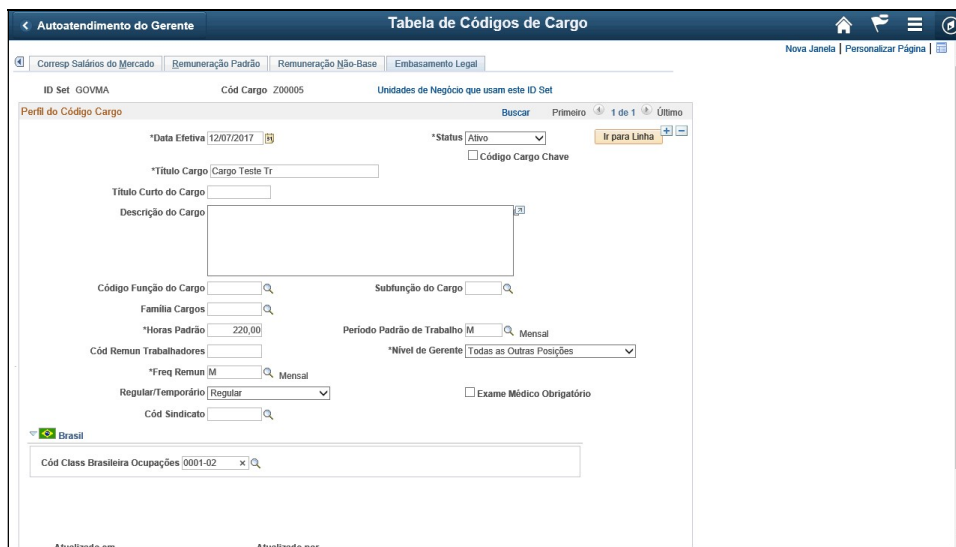 Autoatendimento do Gerente Tabela de Códigos de Cargo
Nova Janela | Personalizar Página |
Corresp Salários do Mercado Remuneração Padrão Remuneração Não-Base Embasamento Legal
ID Set GOVMA Cód Cargo Z00005 Unidades de Negócio que usam este ID Set
Perfil do Código Cargo Buscar Primeiro 1 de 1 Último
*Data Efetiva 12/07/2017 *Status Ativo Ir para Linha
Código Cargo Chave
*Título Cargo Cargo Teste Tr
Título Curto do Cargo
Descrição do Cargo
Código Função do Cargo Subfunção do Cargo
Família Cargos
*Horas Padrão 220,00 Período Padrão de Trabalho M Mensal
Cód Remun Trabalhadores *Nível de Gerente Todas as Outras Posições
*Freq Remun M Mensal
Regular/Temporário Regular Exame Médico Obrigatório
Cód Sindicato
Brasil
Cód Class Brasileira Ocupações 0001-02 ×
Atualizado em Atualizado por